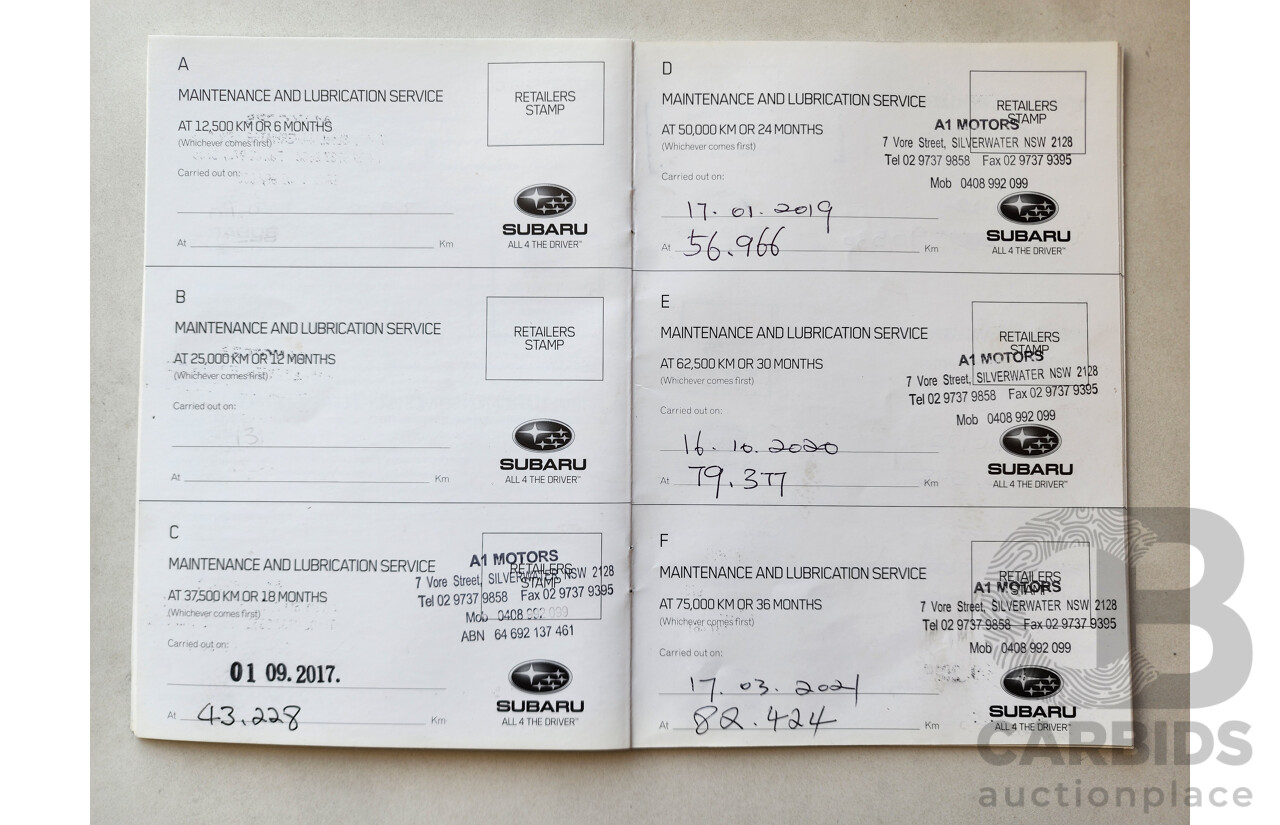 A
MAINTENANCE AND LUBRICATION SERVICE
AT 12,500 KM OR 6 MONTHS
(Whichever comes first)
Carried out on:
At Km
RETAILERS
STAMP
SUBARU
ALL 4 THE DRIVER™
B
MAINTENANCE AND LUBRICATION SERVICE
AT 25,000 KM OR 12 MONTHS
(Whichever comes first)
Carried out on:
At Km
RETAILERS
STAMP
SUBARU
ALL 4 THE DRIVER™
C
MAINTENANCE AND LUBRICATION SERVICE
AT 37,500 KM OR 18 MONTHS
(Whichever comes first)
Carried out on:
01 09. 2017.
At 43.228 Km
RETAILERS
STAMP
A1 MOTORS
7 Vore Street, SILVERWATER NSW 2128
Tel 02 9737 9858 Fax 02 9737 9395
Mob 0408 992 099
ABN 64 692 137 461
SUBARU
ALL 4 THE DRIVER™
D
MAINTENANCE AND LUBRICATION SERVICE
AT 50,000 KM OR 24 MONTHS
(Whichever comes first)
Carried out on:
17. 01. 2019
At 56.966 Km
RETAILERS
STAMP
A1 MOTORS
7 Vore Street, SILVERWATER NSW 2128
Tel 02 9737 9858 Fax 02 9737 9395
Mob 0408 992 099
SUBARU
ALL 4 THE DRIVER™
E
MAINTENANCE AND LUBRICATION SERVICE
AT 62,500 KM OR 30 MONTHS
(Whichever comes first)
Carried out on:
16. 10. 2020
At 79.377 Km
RETAILERS
STAMP
A1 MOTORS
7 Vore Street, SILVERWATER NSW 2128
Tel 02 9737 9858 Fax 02 9737 9395
Mob 0408 992 099
SUBARU
ALL 4 THE DRIVER™
F
MAINTENANCE AND LUBRICATION SERVICE
AT 75,000 KM OR 36 MONTHS
(Whichever comes first)
Carried out on:
17. 03. 2021
At 82.424 Km
RETAILERS
STAMP
A1 MOTORS
7 Vore Street, SILVERWATER NSW 2128
Tel 02 9737 9858 Fax 02 9737 9395
Mob 0408 992 099
SUBARU
ALL 4 THE DRIVER™
CARBIDS
auctionplace